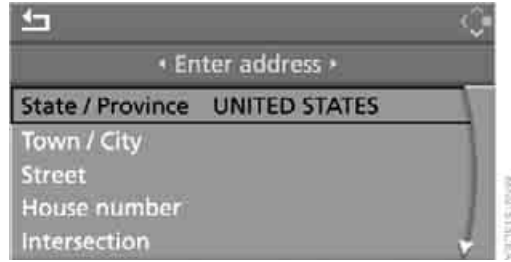 Enter address
State / Province UNITED STATES
Town / City
Street
House number
Intersection